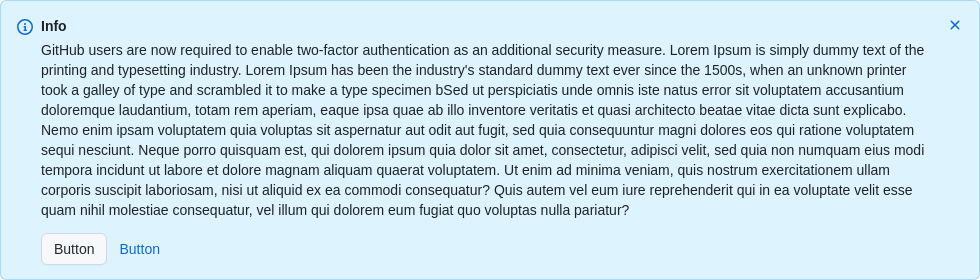 Info
GitHub users are now required to enable two-factor authentication as an additional security measure. Lorem Ipsum is simply dummy text of the
printing and typesetting industry. Lorem Ipsum has been the industry's standard dummy text ever since the 1500s, when an unknown printer
took a galley of type and scrambled it to make a type specimen bSed ut perspiciatis unde omnis iste natus error sit voluptatem accusantium
doloremque laudantium, totam rem aperiam, eaque ipsa quae ab illo inventore veritatis et quasi architecto beatae vitae dicta sunt explicabo.
Nemo enim ipsam voluptatem quia voluptas sit aspernatur aut odit aut fugit, sed quia consequuntur magni dolores eos qui ratione voluptatem
sequi nesciunt. Neque porro quisquam est, qui dolorem ipsum quia dolor sit amet, consectetur, adipisci velit, sed quia non numquam eius modi
tempora incidunt ut labore et dolore magnam aliquam quaerat voluptatem. Ut enim ad minima veniam, quis nostrum exercitationem ullam
corporis suscipit laboriosam, nisi ut aliquid ex ea commodi consequatur? Quis autem vel eum iure reprehenderit qui in ea voluptate velit esse
quam nihil molestiae consequatur, vel illum qui dolorem eum fugiat quo voluptas nulla pariatur?
Button Button